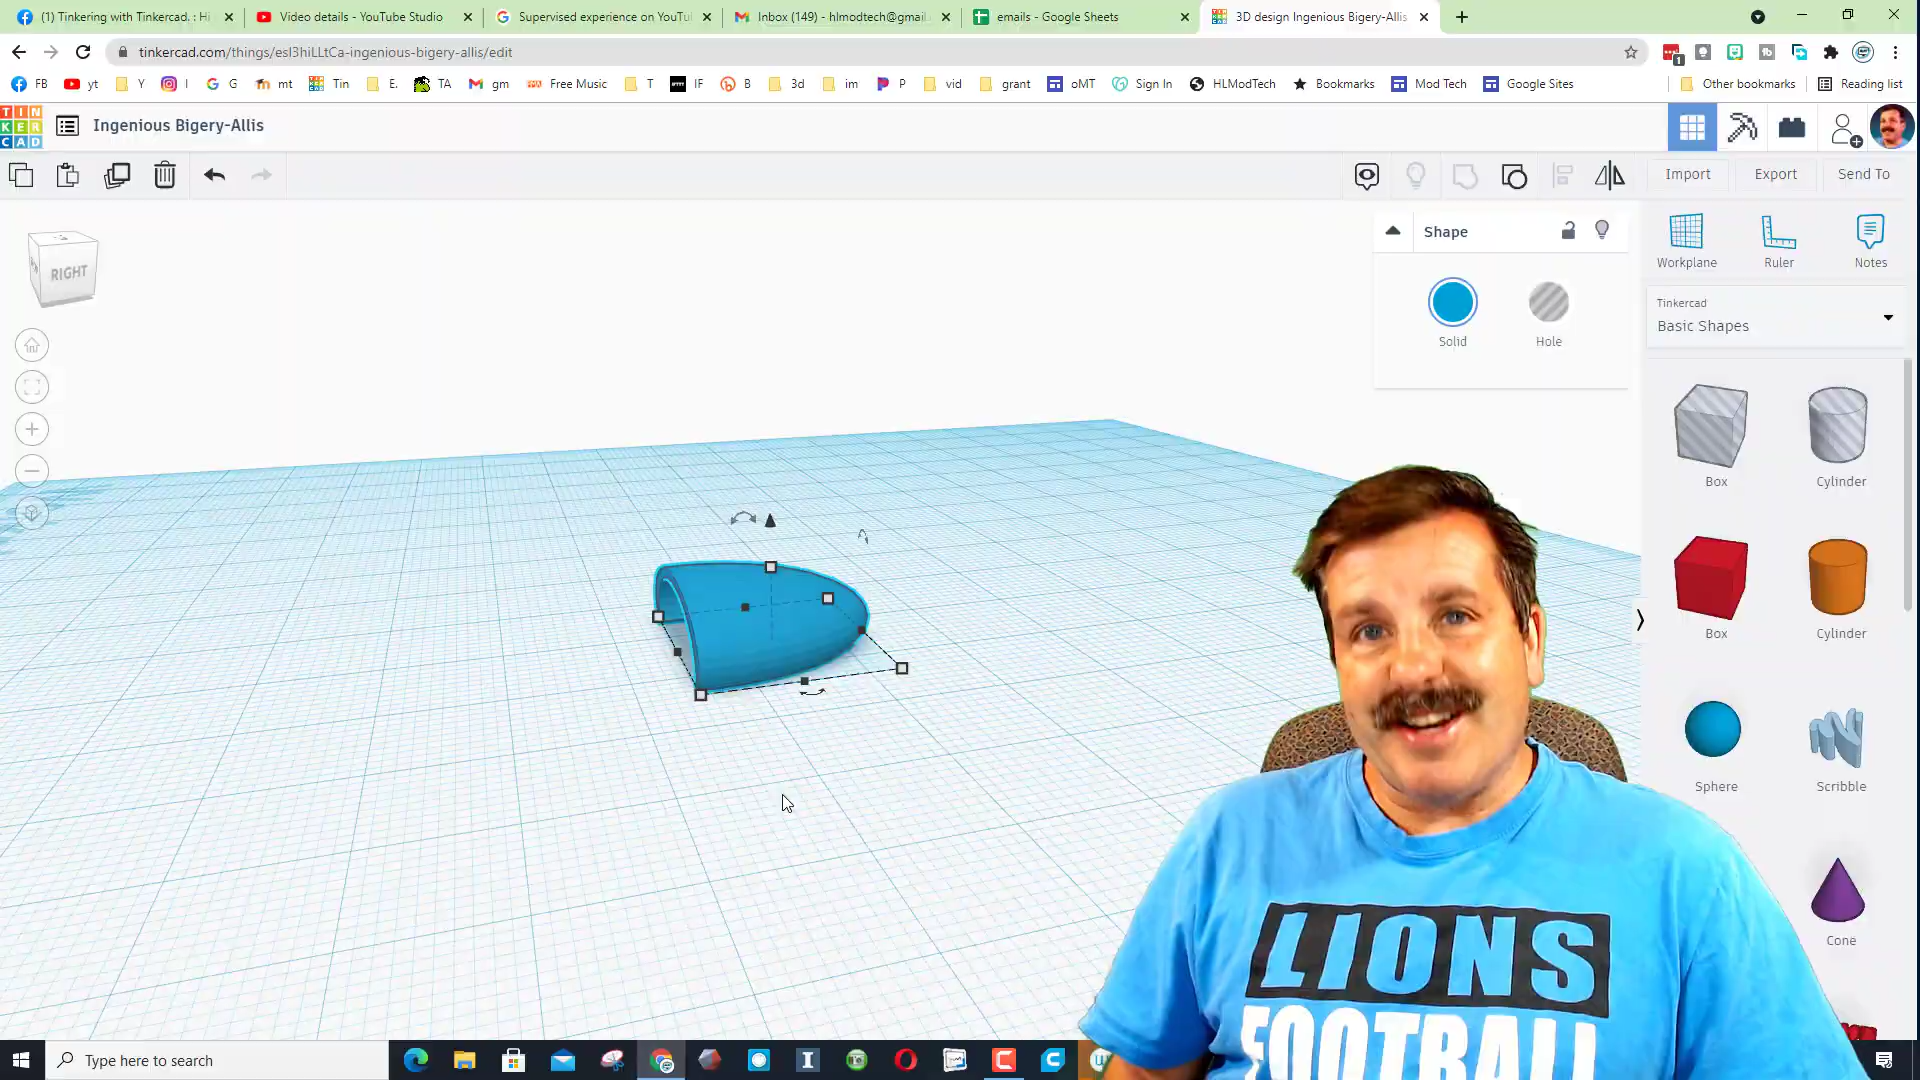 (1) Tinkering with Tinkercad. : Hi
Video details - YouTube Studio
Supervised experience on YouTu
Inbox (149) - hlmodtech@gmail
emails - Google Sheets
3D design Ingenious Bigery-Allis
tinkercad.com/things/esI3hiLLtCa-ingenious-bigery-allis/edit
FB
yt
Y
I
G
mt
Tin
E.
TA
gm
Free Music
T
IF
B
3d
im
P
vid
grant
oMT
Sign In
HLModTech
Bookmarks
Mod Tech
Google Sites
Other bookmarks
Reading list
TIN
KER
CAD
Ingenious Bigery-Allis
Import
Export
Send To
RIGHT
Shape
Solid
Hole
Workplane
Ruler
Notes
Tinkercad
Basic Shapes
Box
Cylinder
Box
Cylinder
Sphere
Scribble
Cone
LIONS
FOOTBALL
Type here to search